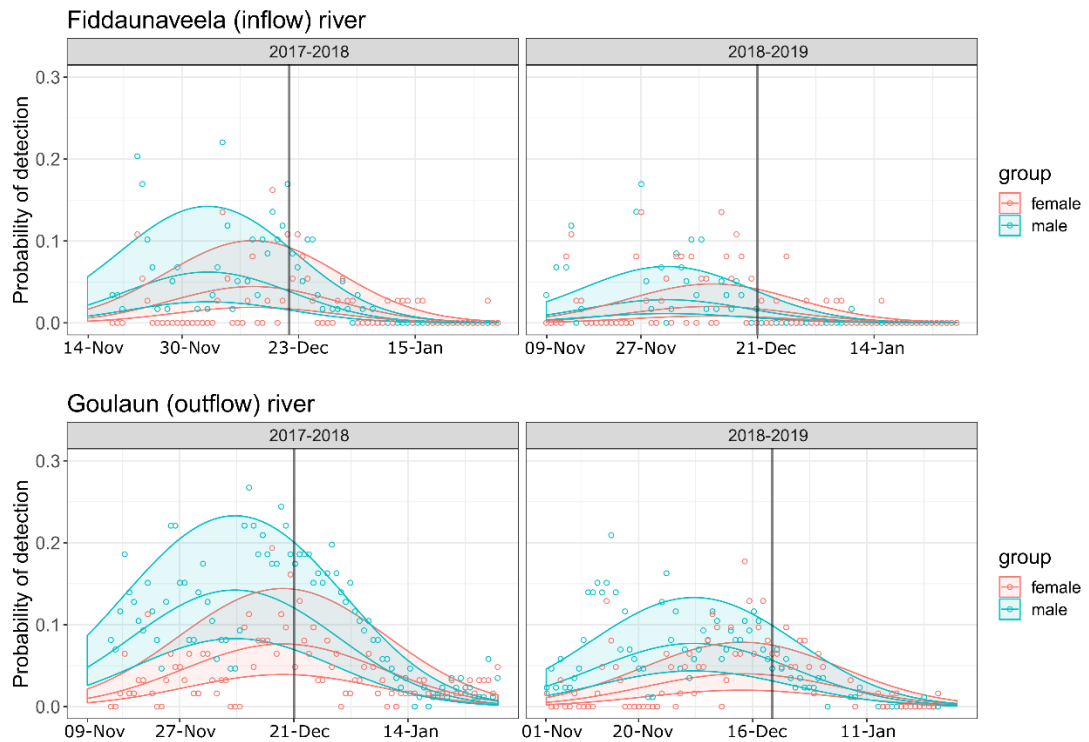 Fiddaunaveela (inflow) river
2017-2018
2018-2019
Probability of detection
0.3
0.2
0.1
0.0
14-Nov 30-Nov 23-Dec 15-Jan
09-Nov 27-Nov 21-Dec 14-Jan
group
female
male
Goulaun (outflow) river
2017-2018
2018-2019
Probability of detection
0.3
0.2
0.1
0.0
09-Nov 27-Nov 21-Dec 14-Jan
01-Nov 20-Nov 16-Dec 11-Jan
group
female
male